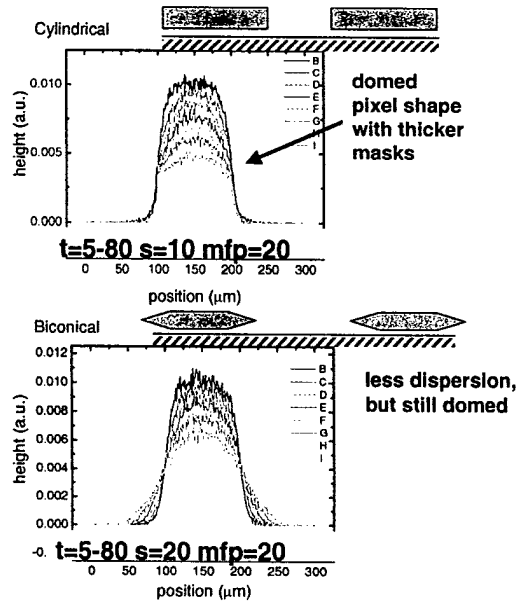 Cylindrical
0.010
0.005
0.000
height (a.u.)
B
C
D
E
F
G
I
domed
pixel shape
with thicker
masks
t=5-80 s=10 mfp=20
0 50 100 150 200 250 300
position (μm)
Biconical
0.012
0.010
0.008
0.006
0.004
0.002
0.000
-0.
height (a.u.)
B
C
D
E
F
G
H
I
less dispersion,
but still domed
t=5-80 s=20 mfp=20
0 50 100 150 200 250 300
position (μm)